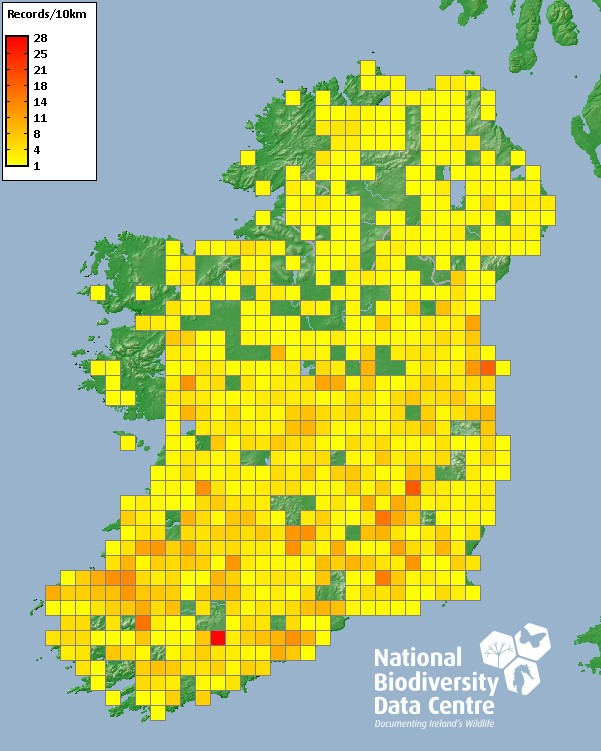 Records/10km
28
25
21
18
14
11
8
4
1
National
Biodiversity
Data Centre
Documenting Ireland's Wildlife